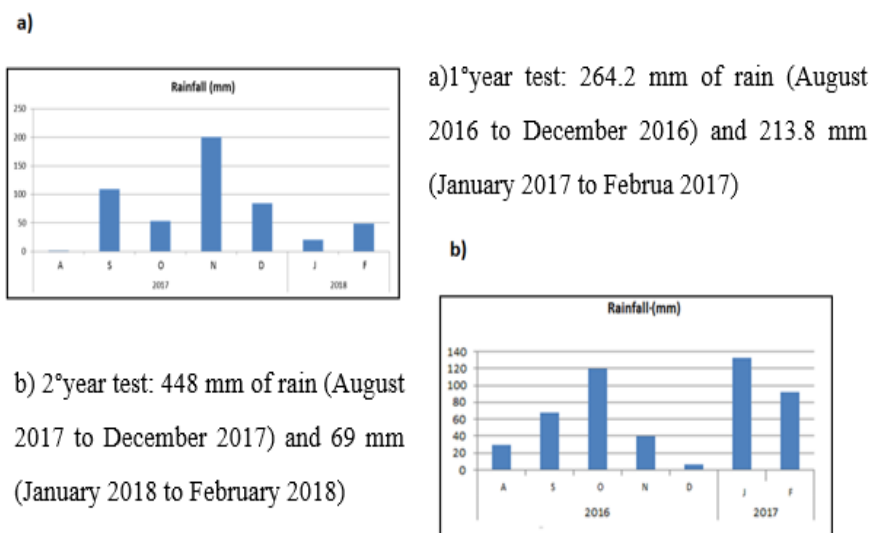 a)
Rainfall (mm)
250
200
150
100
50
0
A S O N D J F
2017 2018
a)1°year test: 264.2 mm of rain (August
2016 to December 2016) and 213.8 mm
(January 2017 to Februa 2017)
b)
Rainfall-(mm)
140
120
100
80
60
40
20
0
A S O N D J F
2016 2017
b) 2°year test: 448 mm of rain (August
2017 to December 2017) and 69 mm
(January 2018 to February 2018)